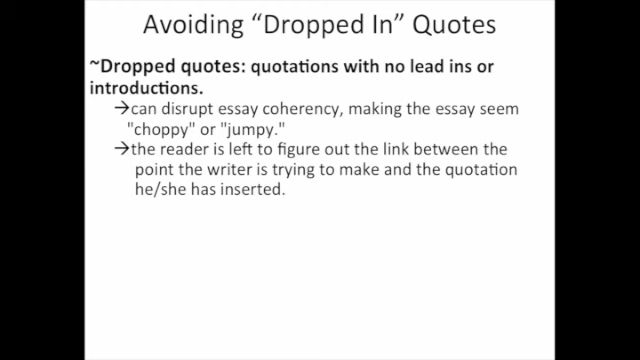 Avoiding “Dropped In” Quotes
~Dropped quotes: quotations with no lead ins or
introductions.
→can disrupt essay coherency, making the essay seem
"choppy" or "jumpy."
→the reader is left to figure out the link between the
point the writer is trying to make and the quotation
he/she has inserted.